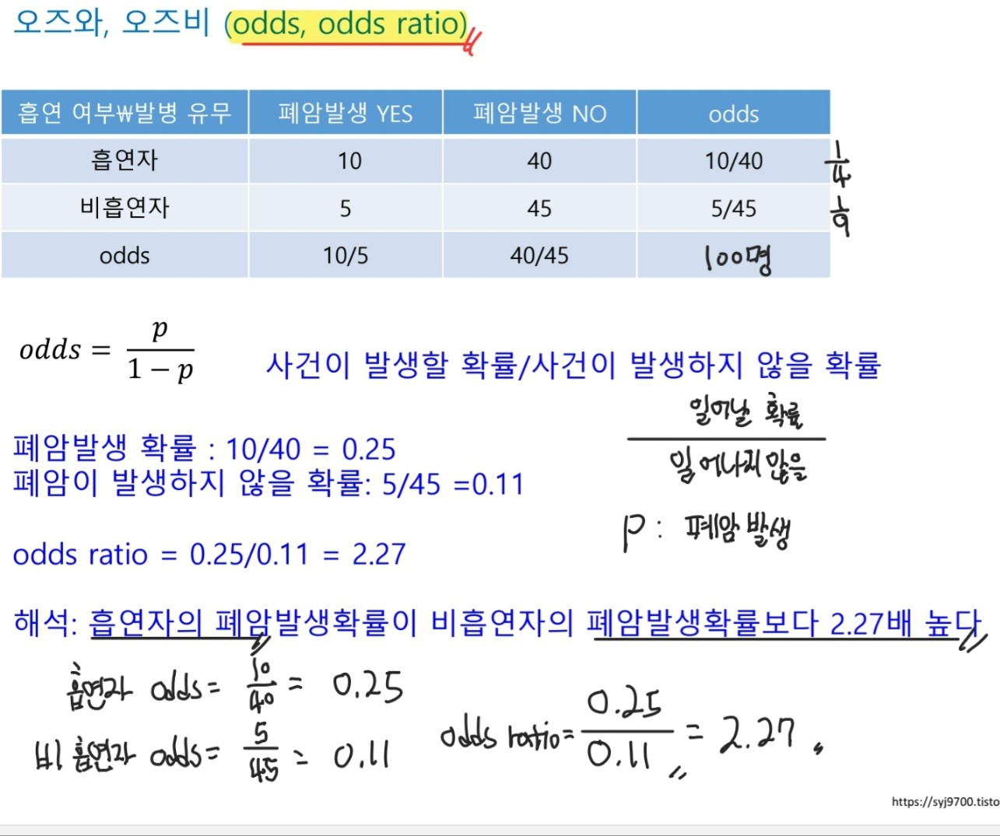 오즈와, 오즈비 (odds, odds ratio)
흡연 여부₩발병 유무 폐암발생 YES 폐암발생 NO odds
흡연자 10 40 10/40 1/4
비흡연자 5 45 5/45 1/9
odds 10/5 40/45 100명
odds = p/(1 − p)
사건이 발생할 확률/사건이 발생하지 않을 확률
일어날 확률
일어나지 않을
폐암발생 확률 : 10/40 = 0.25
폐암이 발생하지 않을 확률: 5/45 =0.11
p : 폐암 발생
odds ratio = 0.25/0.11 = 2.27
해석: 흡연자의 폐암발생확률이 비흡연자의 폐암발생확률보다 2.27배 높다
흡연자 odds = 10/40 = 0.25
비흡연자 odds = 5/45 = 0.11
odds ratio = 0.25/0.11 = 2.27
https://syj9700.tisto